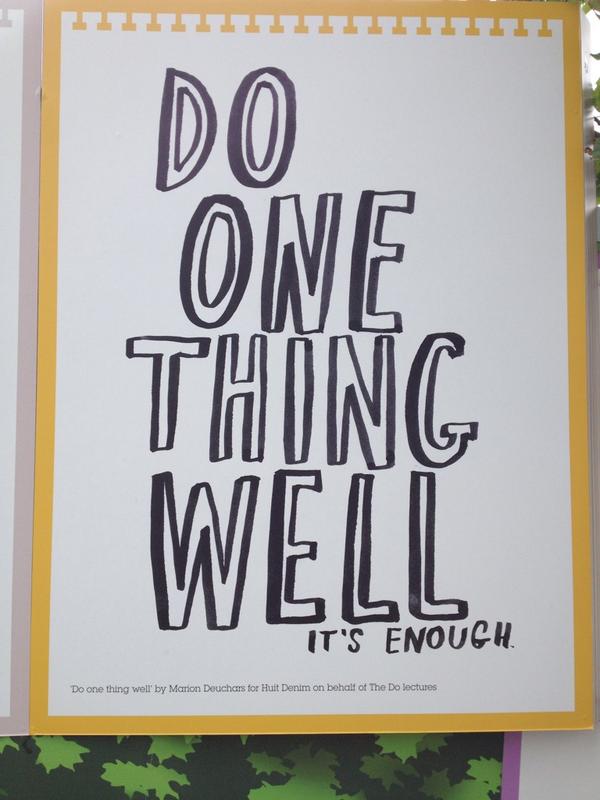 DO
ONE
THING
WELL
IT'S ENOUGH.
'Do one thing well' by Marion Deuchars for Huit Denim on behalf of The Do lectures